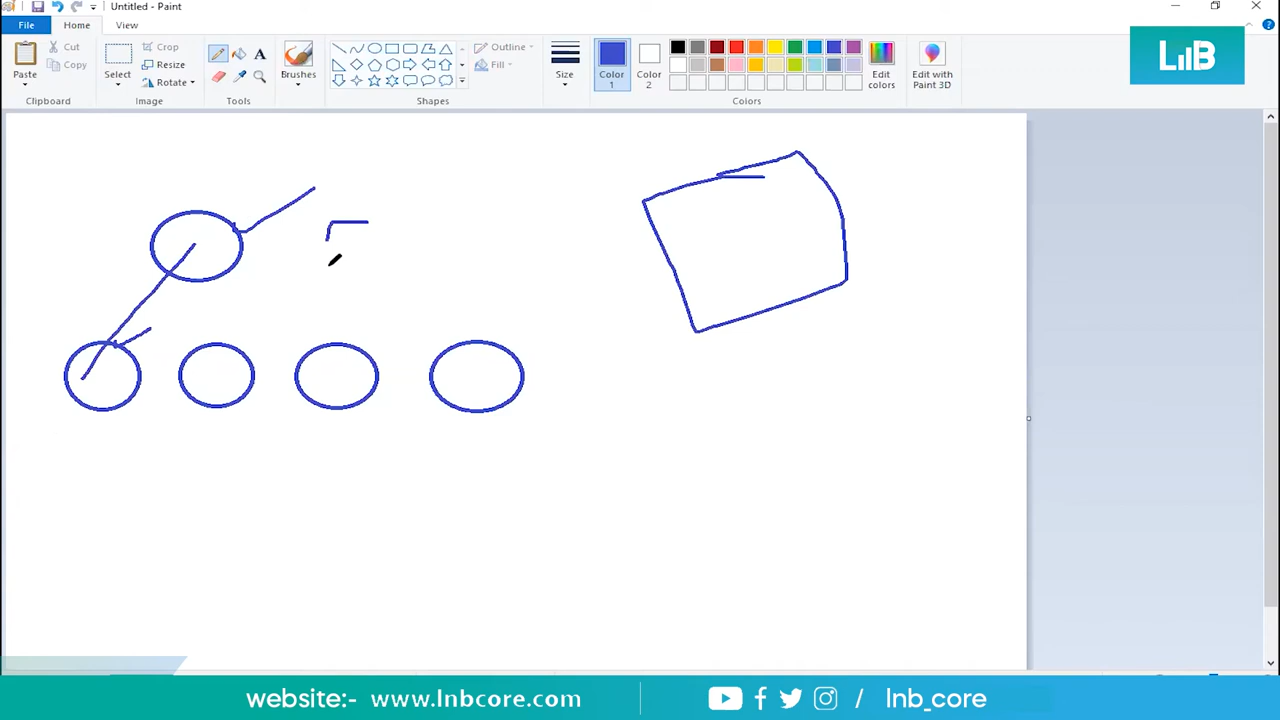 Untitled - Paint
File
Home
View
Paste
Cut
Copy
Clipboard
Select
Crop
Resize
Rotate
Image
Tools
Brushes
Outline
Fill
Shapes
Size
Color 1
Color 2
Edit colors
Colors
Edit with Paint 3D
LNB
website:- www.lnbcore.com
lnb_core